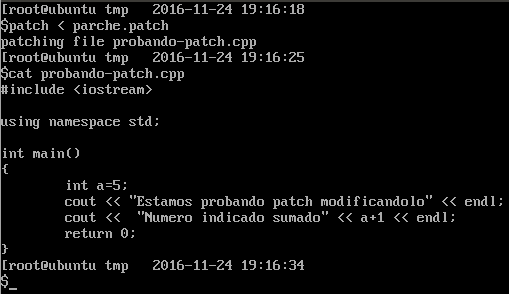 [root@ubuntu tmp   2016-11-24 19:16:18
$patch < parche.patch
patching file probando-patch.cpp
[root@ubuntu tmp   2016-11-24 19:16:25
$cat probando-patch.cpp
#include <iostream>

using namespace std;

int main()
{
        int a=5;
        cout << "Estamos probando patch modificandolo" << endl;
        cout <<  "Numero indicado sumado" << a+1 << endl;
        return 0;
}
[root@ubuntu tmp   2016-11-24 19:16:34
$_